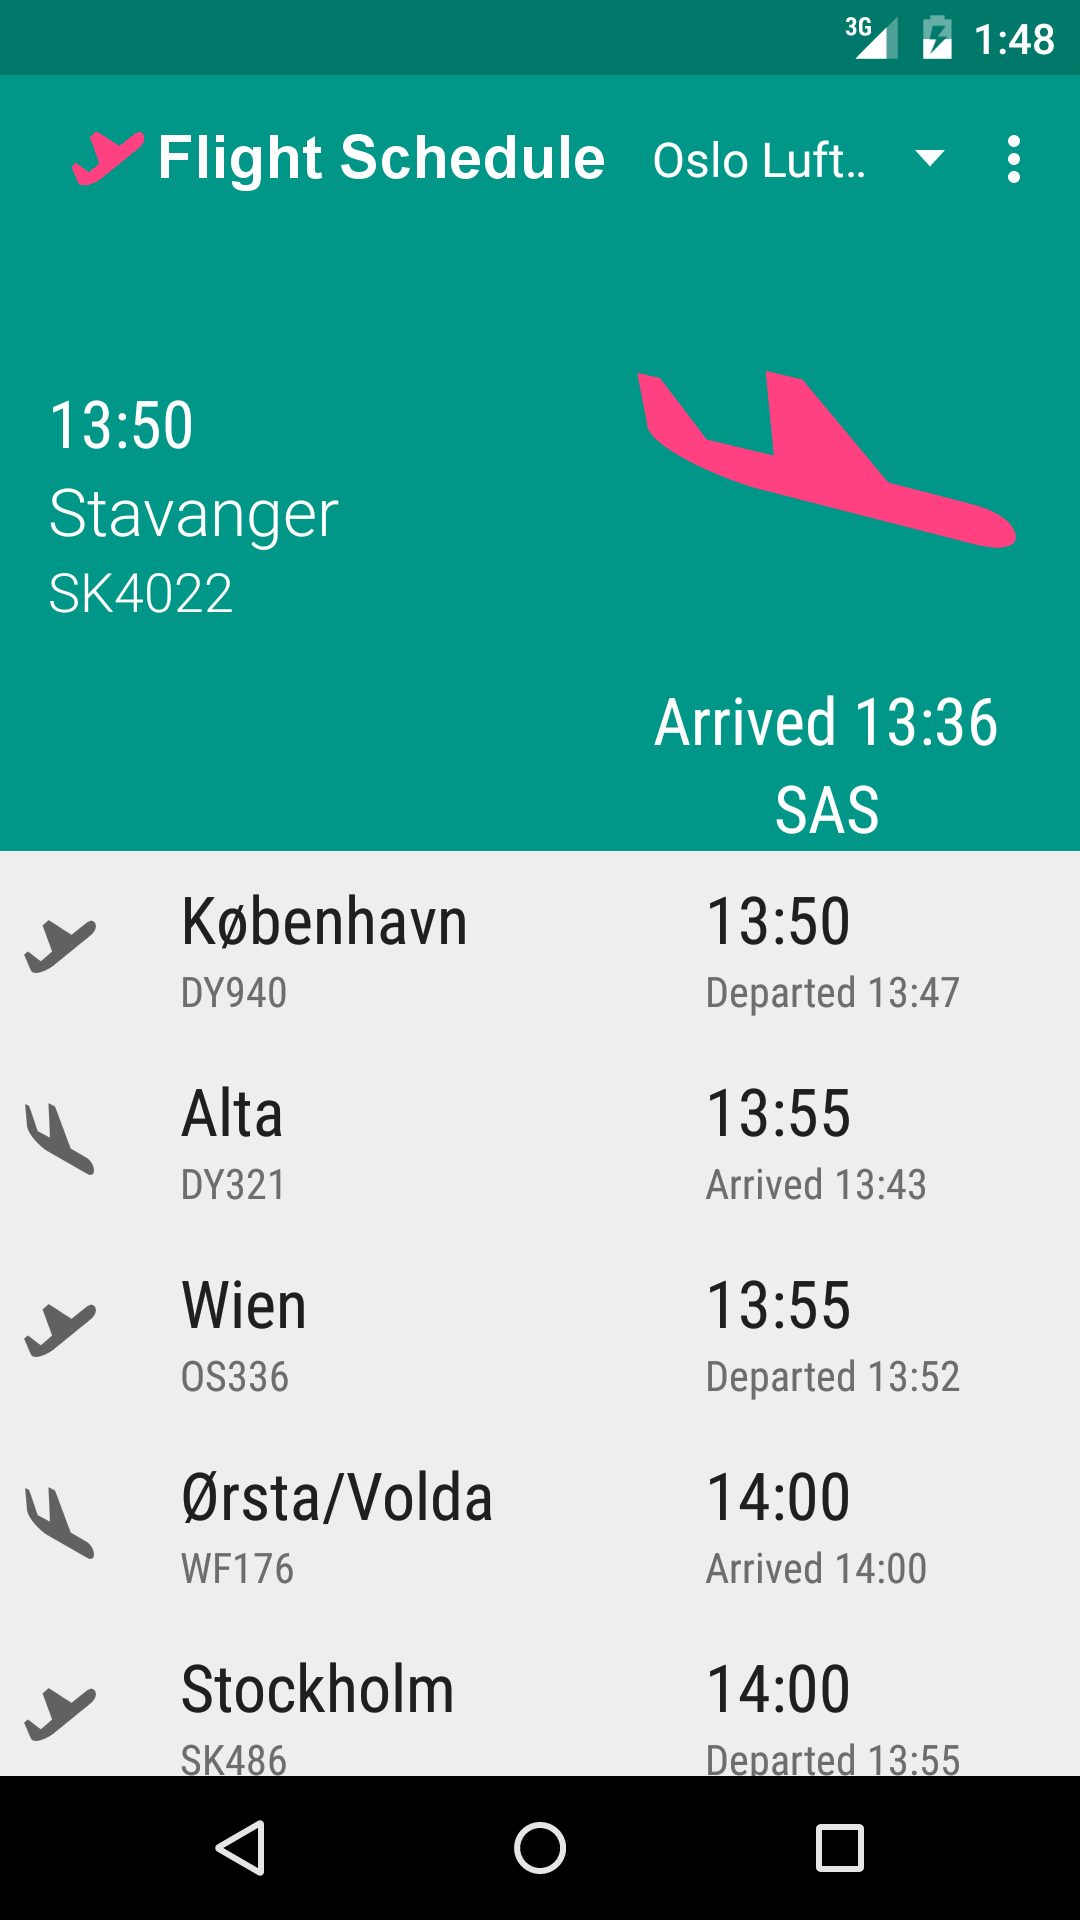 3G 1:48
Flight Schedule Oslo Luft..
13:50
Stavanger
SK4022
Arrived 13:36
SAS
København 13:50
DY940 Departed 13:47
Alta 13:55
DY321 Arrived 13:43
Wien 13:55
OS336 Departed 13:52
Ørsta/Volda 14:00
WF176 Arrived 14:00
Stockholm 14:00
SK486 Departed 13:55